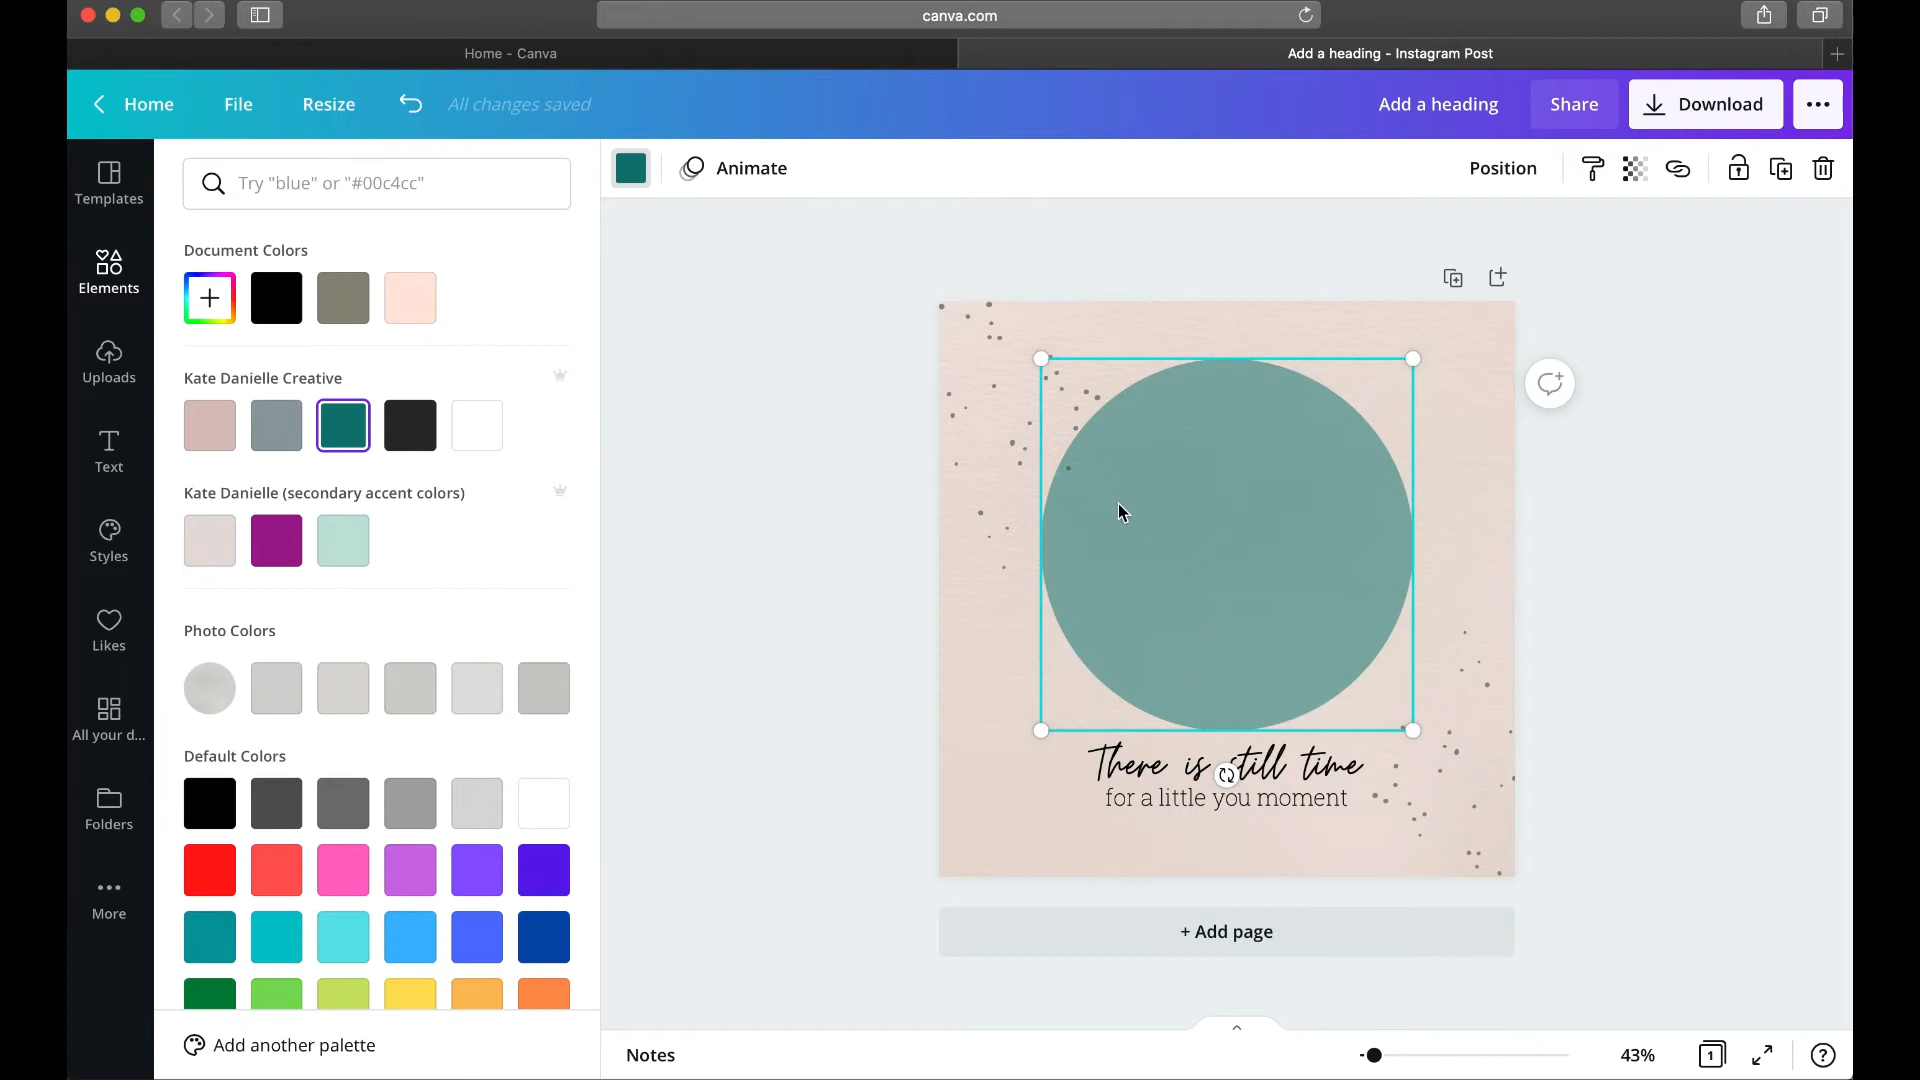 canva.com
Home - Canva
Add a heading - Instagram Post
Home
File
Resize
All changes saved
Add a heading
Share
Download
Templates
Elements
Uploads
Text
Styles
Likes
All your d...
Folders
More
Try "blue" or "#00c4cc"
Document Colors
Kate Danielle Creative
Kate Danielle (secondary accent colors)
Photo Colors
Default Colors
Add another palette
Animate
Position
There is still time
for a little you moment
+ Add page
Notes
43%
1
?